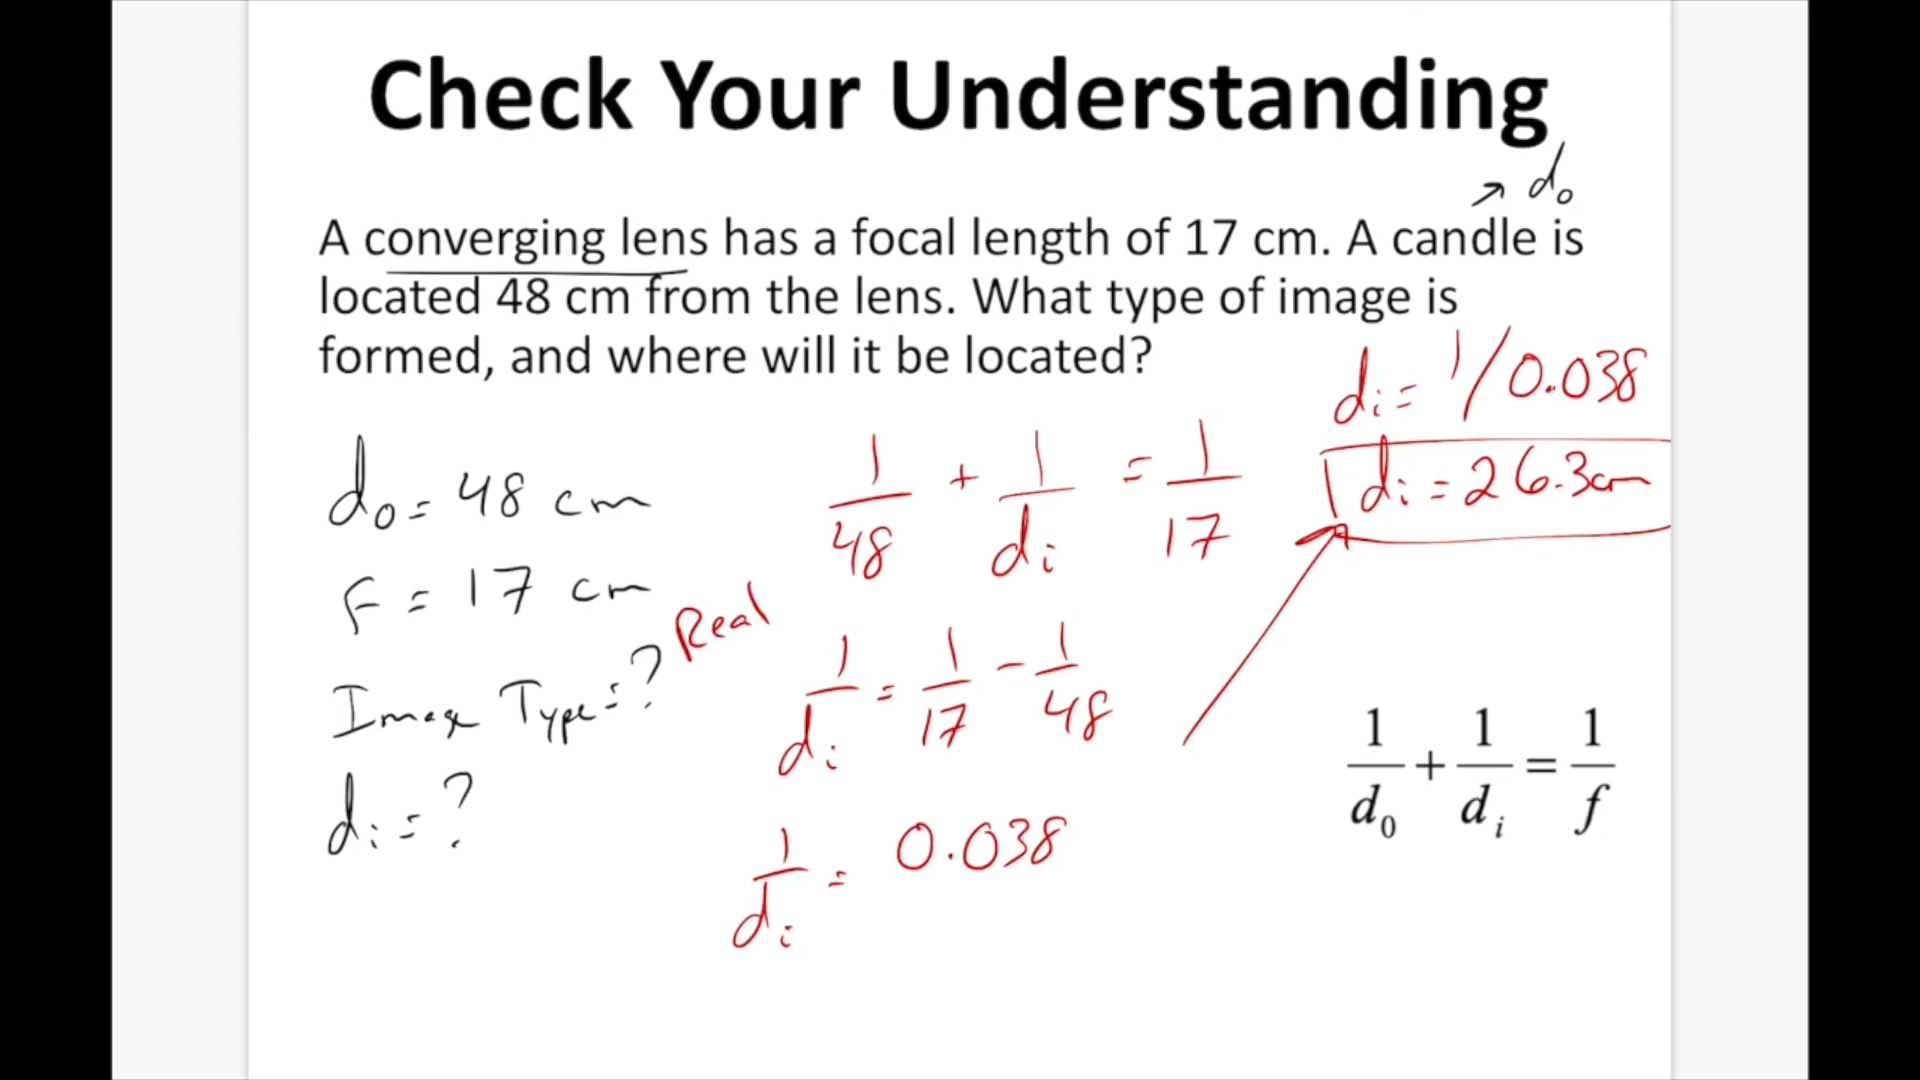 Check Your Understanding
↗ do
A converging lens has a focal length of 17 cm. A candle is
located 48 cm from the lens. What type of image is
formed, and where will it be located?
do = 48 cm
F = 17 cm
Image Type = ? Real
di = ?
1/48 + 1/di = 1/17
1/di = 1/17 - 1/48
1/di = 0.038
di = 1/0.038
di = 26.3cm
1/d0 + 1/di = 1/f